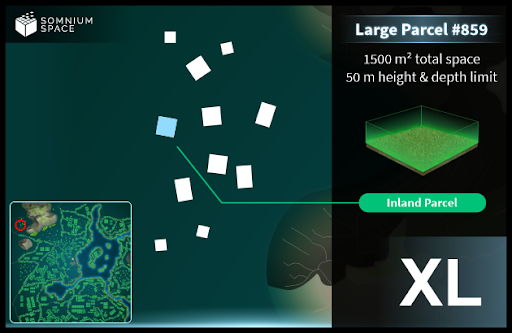 SOMNIUM
SPACE
Large Parcel #859
1500 m² total space
50 m height & depth limit
Inland Parcel
XL